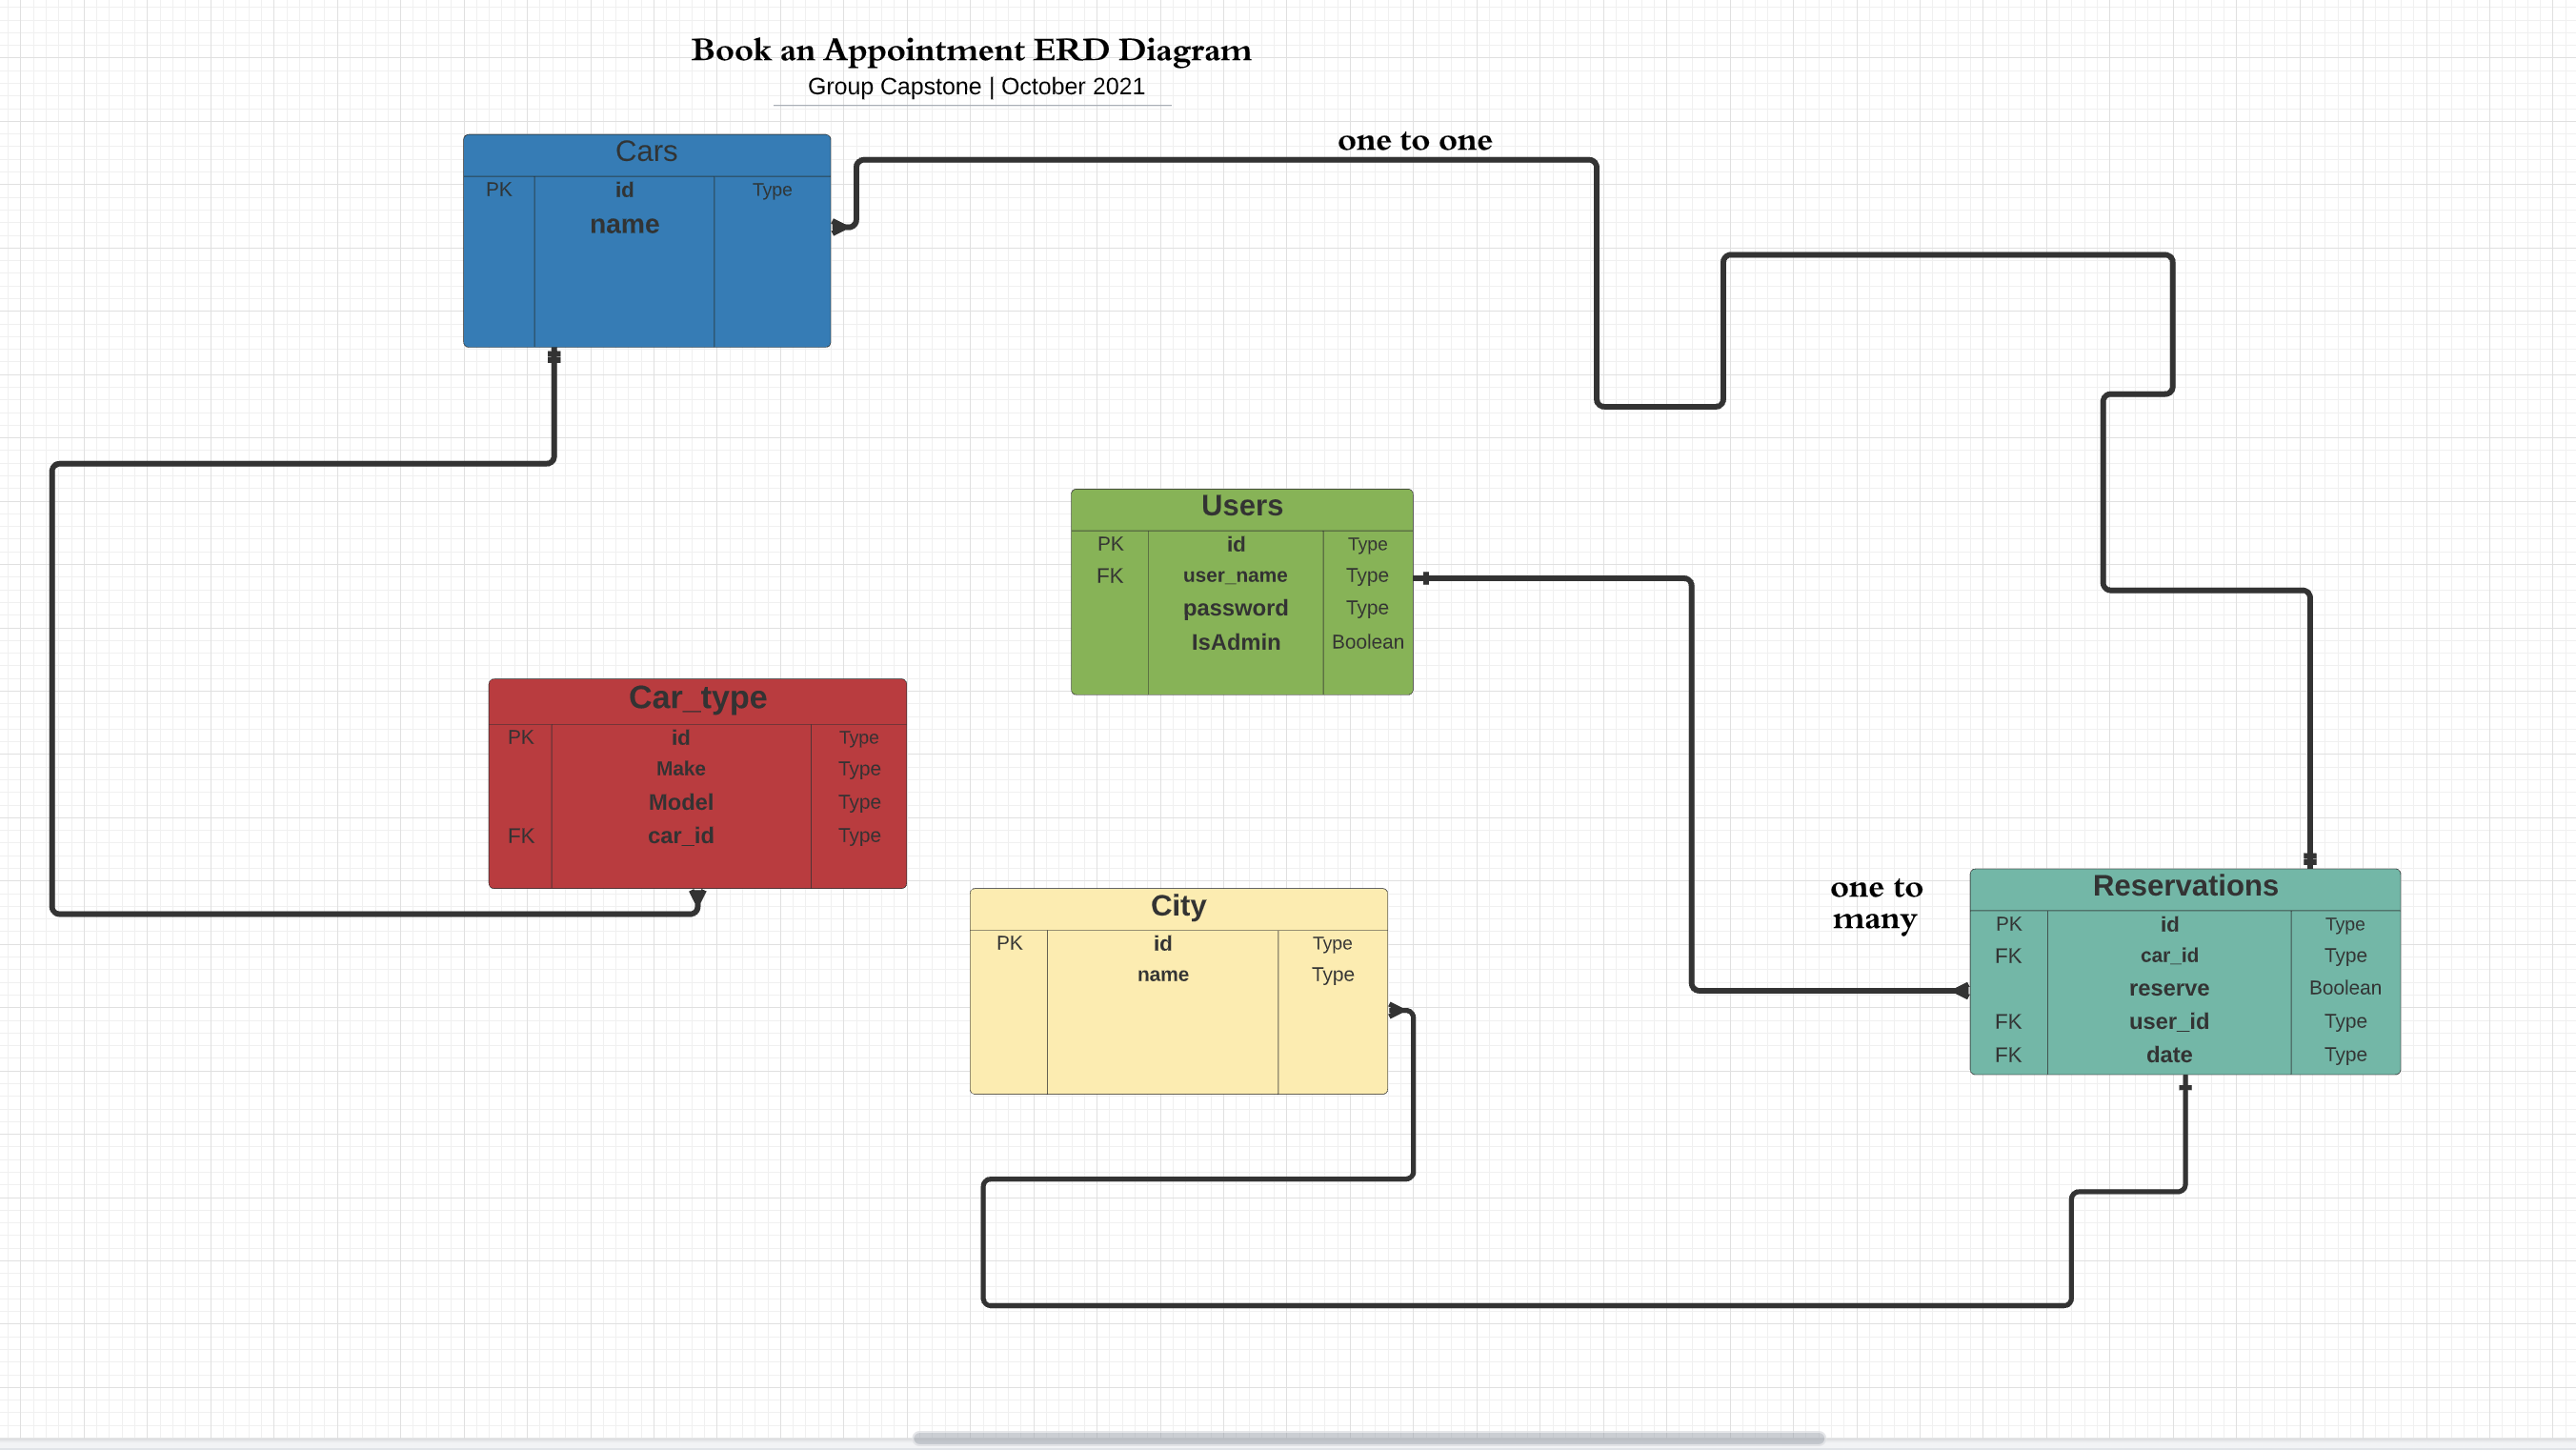 Book an Appointment ERD Diagram
Group Capstone | October 2021
one to one
Cars
PK id Type
name
Users
PK id Type
FK user_name Type
password Type
IsAdmin Boolean
Car_type
PK id Type
Make Type
Model Type
FK car_id Type
City
PK id Type
name Type
one to
many
Reservations
PK id Type
FK car_id Type
reserve Boolean
FK user_id Type
FK date Type